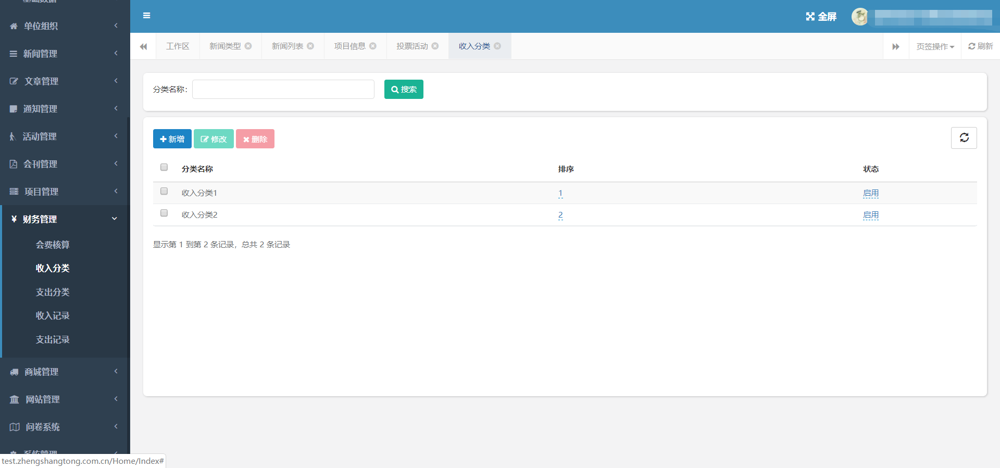 基础数据
单位组织
新闻管理
文章管理
通知管理
活动管理
会刊管理
项目管理
¥ 财务管理
会费核算
收入分类
支出分类
收入记录
支出记录
商城管理
网站管理
问卷系统
系统管理
test.zhengshangtong.com.cn/Home/Index#
全屏
工作区 新闻类型 新闻列表 项目信息 投票活动 收入分类 页签操作 刷新
分类名称： 搜索
新增 修改 删除
分类名称 排序 状态
收入分类1 1 启用
收入分类2 2 启用
显示第 1 到第 2 条记录，总共 2 条记录